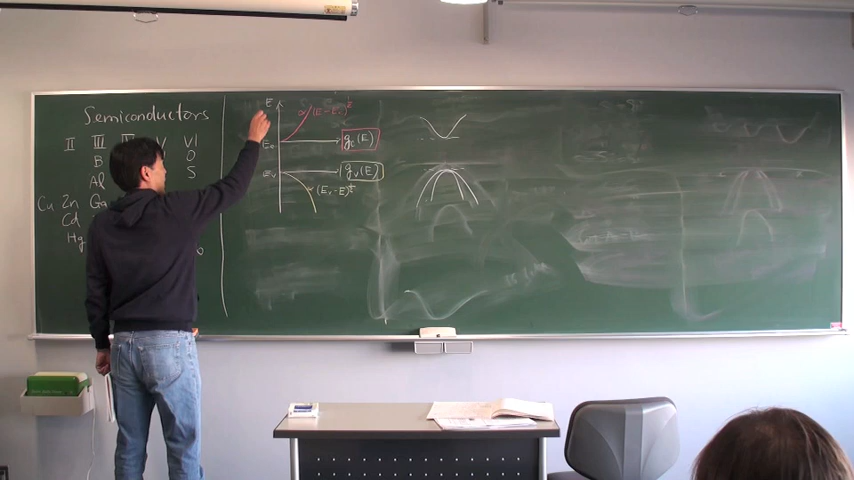 Semiconductors
II III IV V VI
B O
Al S
Cu Zn Ga
Cd
Hg
E
∝ (E-Ec)^½
Ec gc(E)
Ev gv(E)
∝ (Ev-E)^½